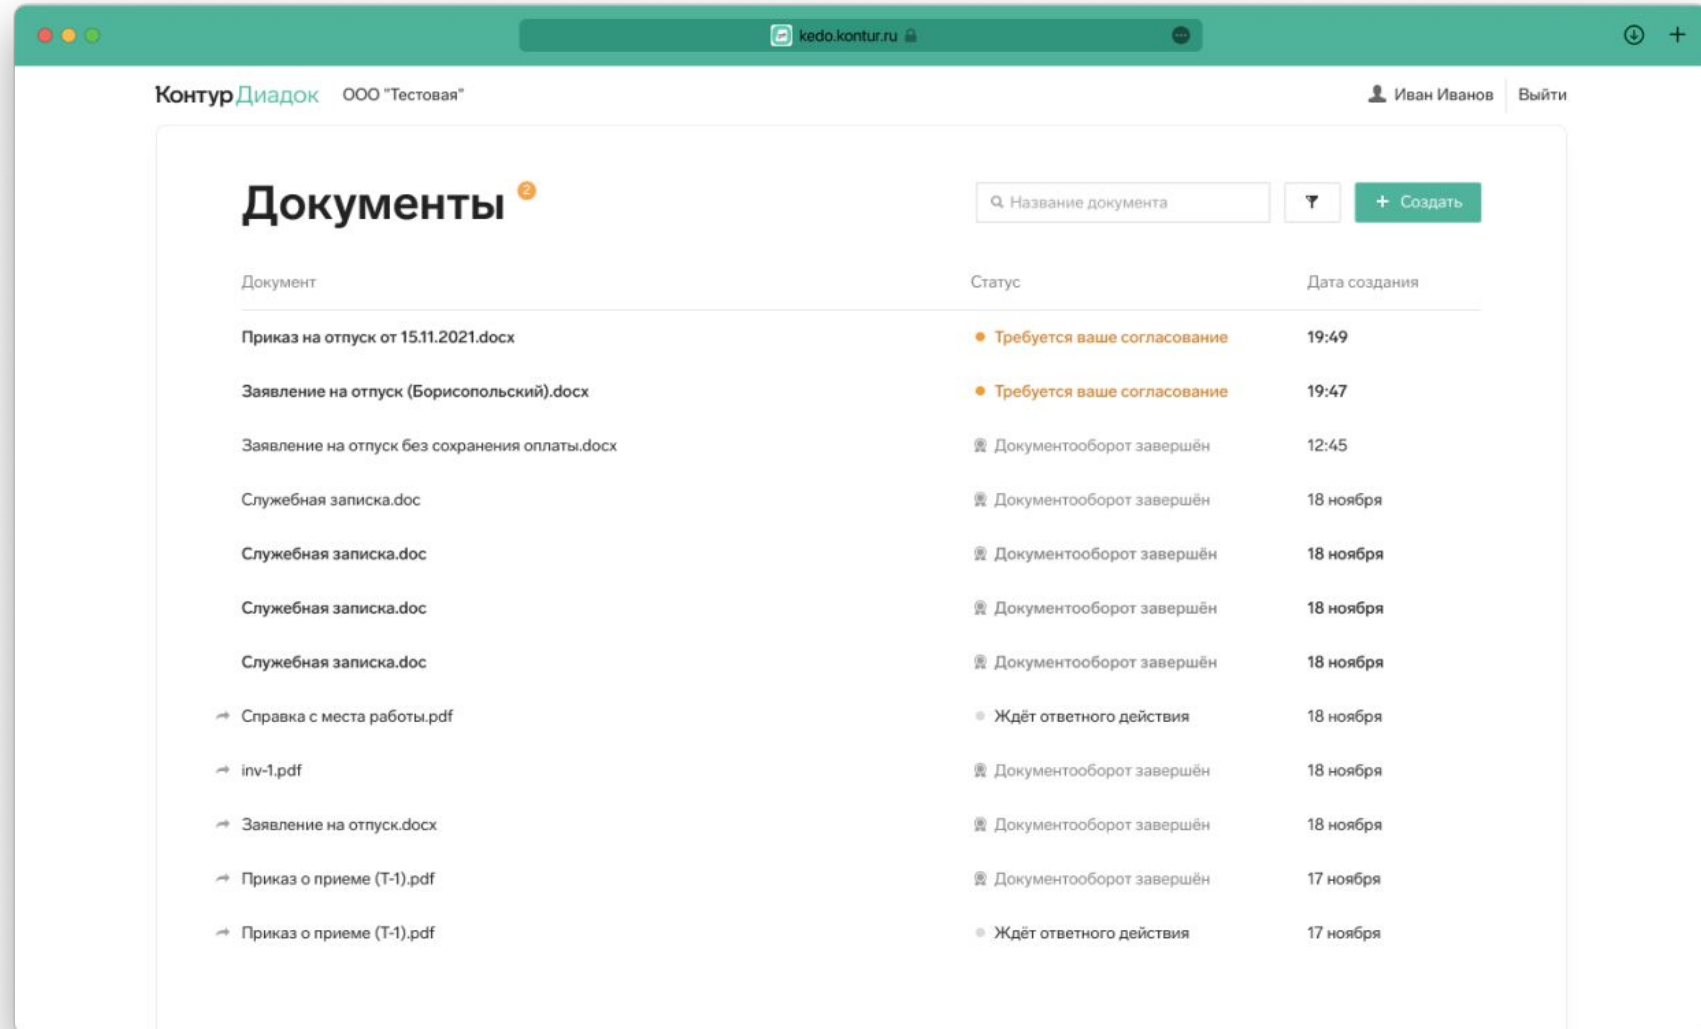 kedo.kontur.ru
Контур Диадок ООО "Тестовая" Иван Иванов Выйти
Документы 2 Название документа + Создать
Документ Статус Дата создания
Приказ на отпуск от 15.11.2021.docx Требуется ваше согласование 19:49
Заявление на отпуск (Борисопольский).docx Требуется ваше согласование 19:47
Заявление на отпуск без сохранения оплаты.docx Документооборот завершён 12:45
Служебная записка.doc Документооборот завершён 18 ноября
Служебная записка.doc Документооборот завершён 18 ноября
Служебная записка.doc Документооборот завершён 18 ноября
Служебная записка.doc Документооборот завершён 18 ноября
Справка с места работы.pdf Ждёт ответного действия 18 ноября
inv-1.pdf Документооборот завершён 18 ноября
Заявление на отпуск.docx Документооборот завершён 18 ноября
Приказ о приеме (Т-1).pdf Документооборот завершён 17 ноября
Приказ о приеме (Т-1).pdf Ждёт ответного действия 17 ноября